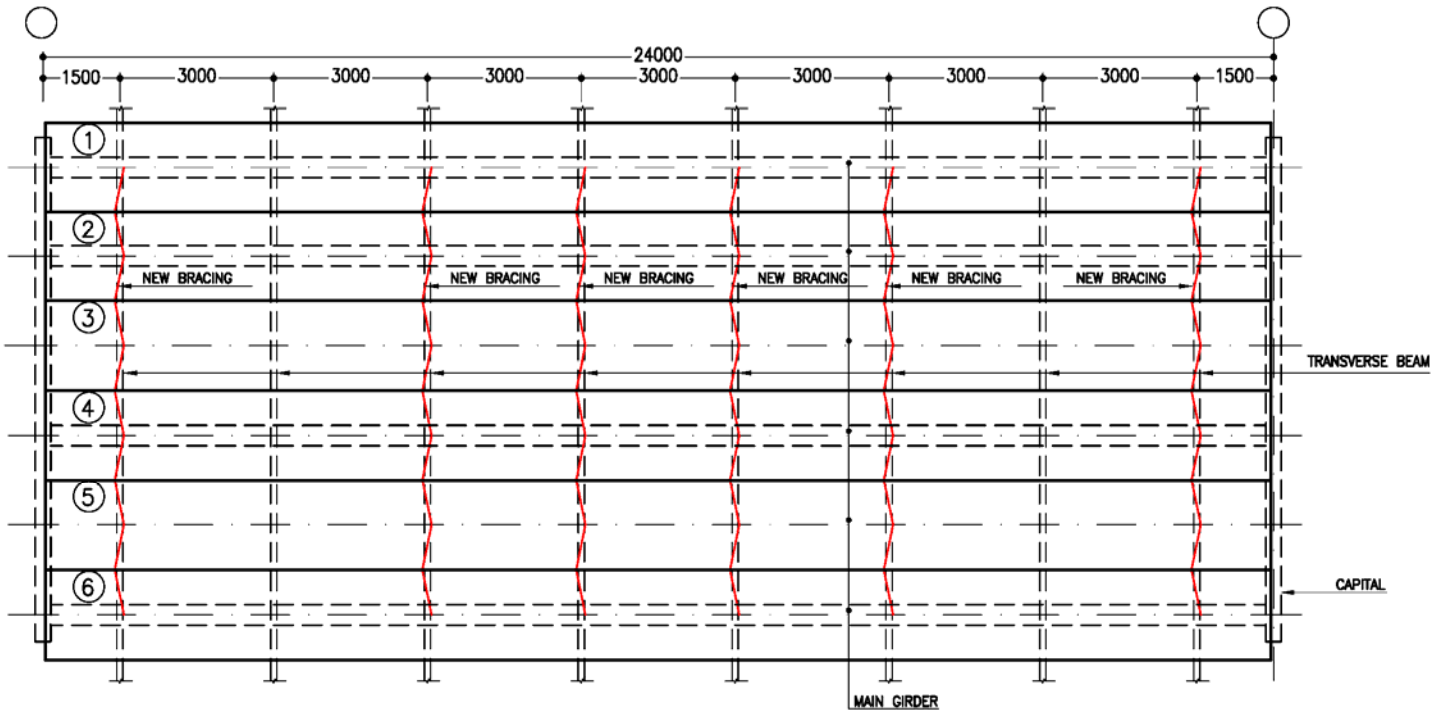 24000
1500 3000 3000 3000 3000 3000 3000 3000 1500
1
2
NEW BRACING NEW BRACING NEW BRACING NEW BRACING NEW BRACING NEW BRACING
3
TRANSVERSE BEAM
4
5
6
CAPITAL
MAIN GIRDER